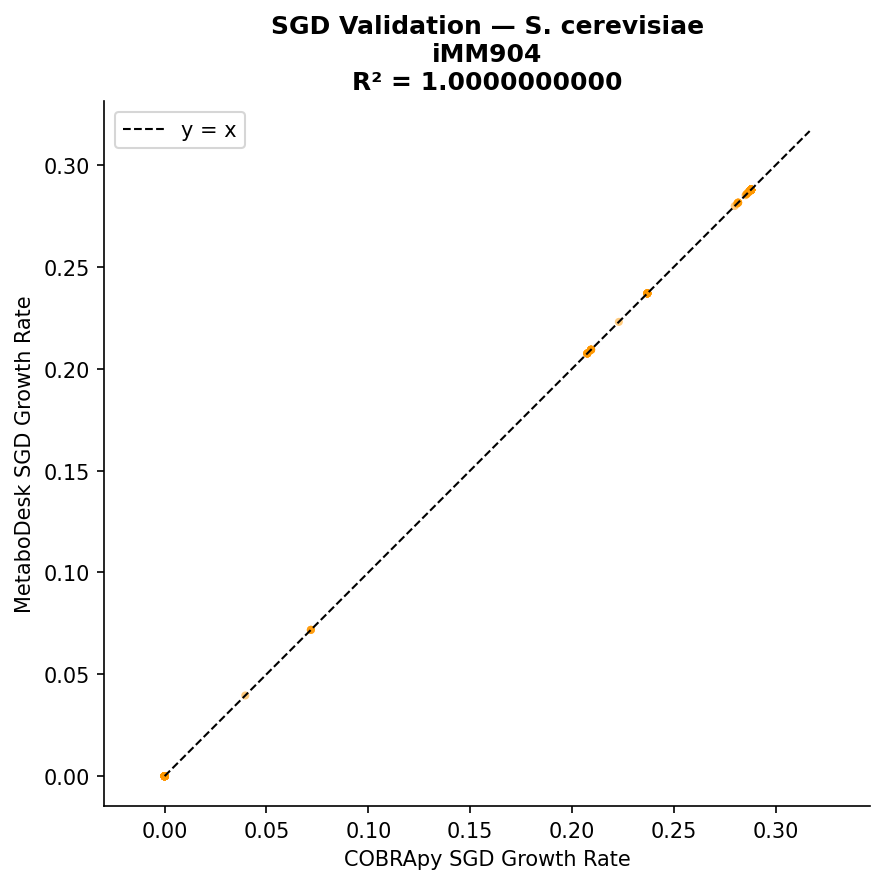 SGD Validation — S. cerevisiae
iMM904
R² = 1.0000000000
y = x
MetaboDesk SGD Growth Rate
0.30
0.25
0.20
0.15
0.10
0.05
0.00
0.00 0.05 0.10 0.15 0.20 0.25 0.30
COBRApy SGD Growth Rate